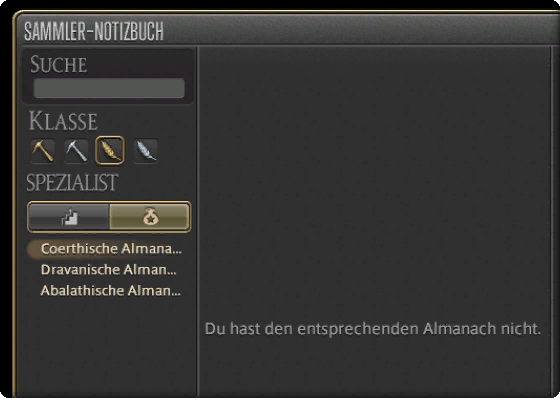 SAMMLER-NOTIZBUCH
SUCHE
KLASSE
SPEZIALIST
Coerthische Almana...
Dravanische Alman...
Abalathische Alman...
Du hast den entsprechenden Almanach nicht.